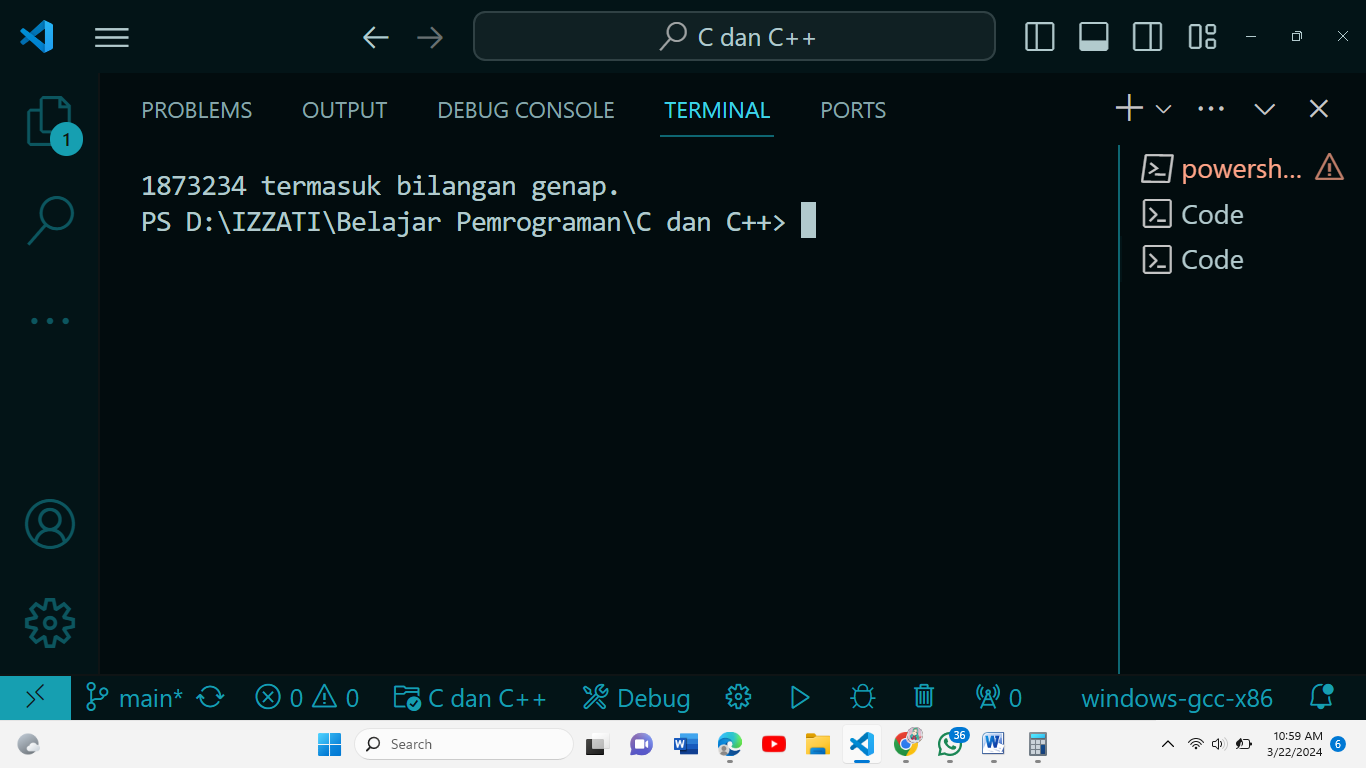 C dan C++
PROBLEMS OUTPUT DEBUG CONSOLE TERMINAL PORTS
1
1873234 termasuk bilangan genap.
PS D:\IZZATI\Belajar Pemrograman\C dan C++>
powersh...
Code
Code
main* 0 0 C dan C++ Debug 0 windows-gcc-x86
Search
36
10:59 AM
3/22/2024
6